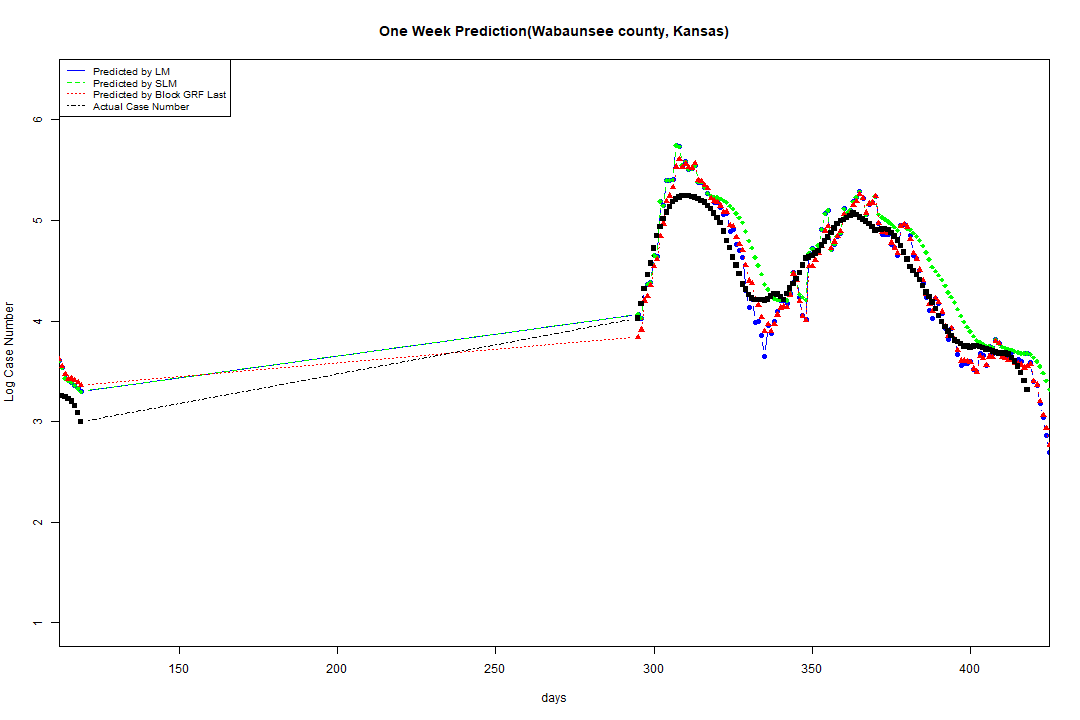 One Week Prediction(Wabaunsee county, Kansas)
Predicted by LM
Predicted by SLM
Predicted by Block GRF Last
Actual Case Number
Log Case Number
6
5
4
3
2
1
150
200
250
300
350
400
days